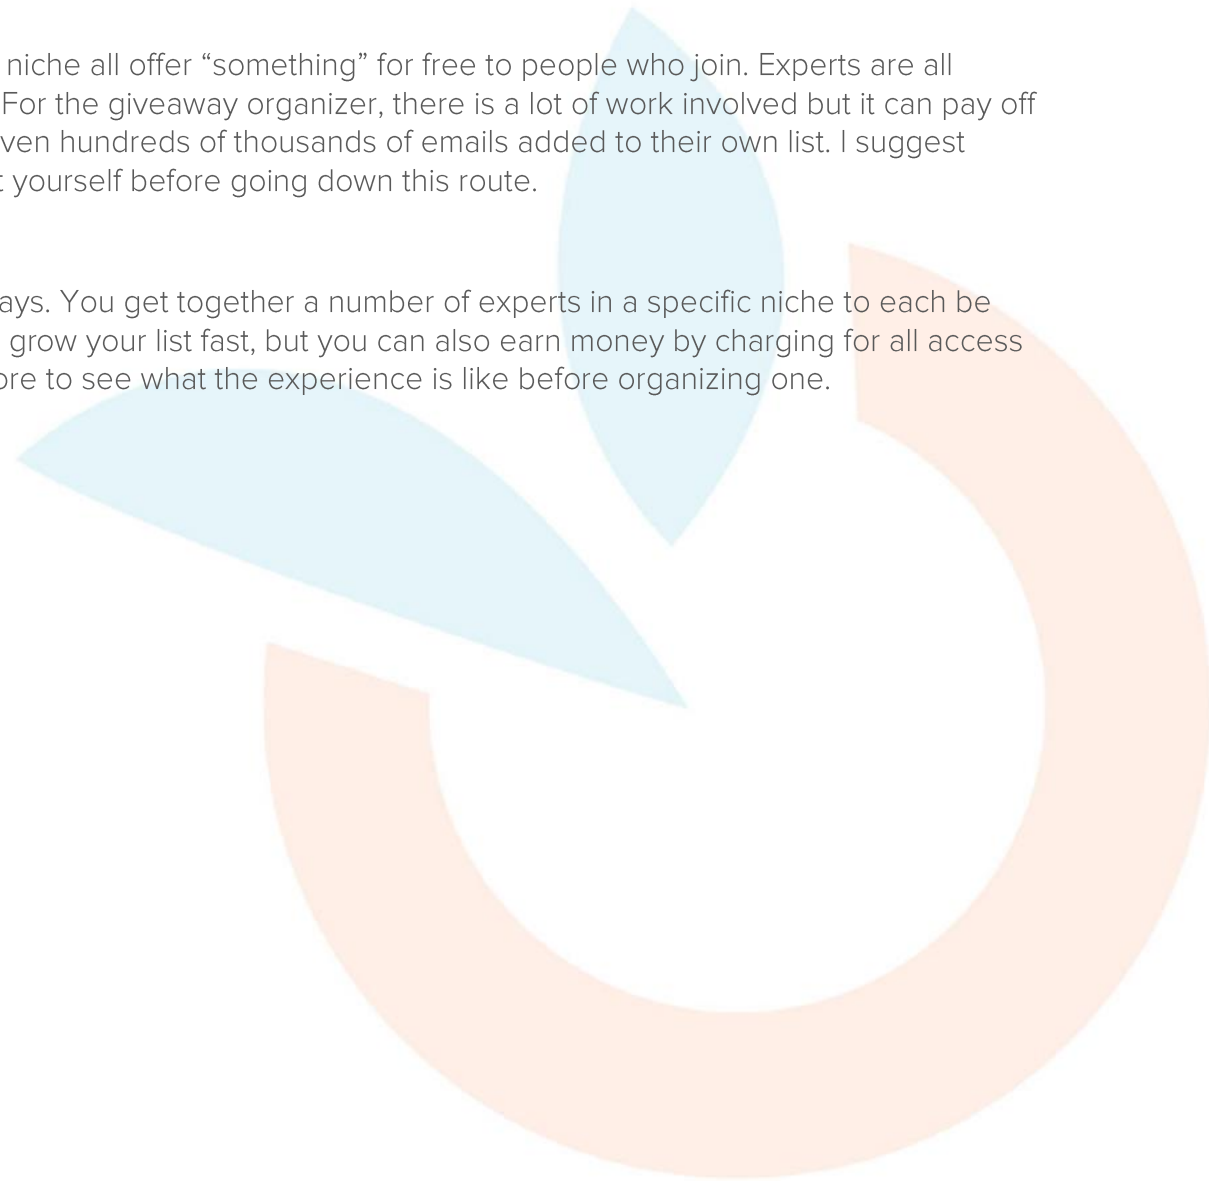 niche all offer “something” for free to people who join. Experts are all
For the giveaway organizer, there is a lot of work involved but it can pay off
ven hundreds of thousands of emails added to their own list. I suggest
t yourself before going down this route.
ays. You get together a number of experts in a specific niche to each be
grow your list fast, but you can also earn money by charging for all access
ore to see what the experience is like before organizing one.